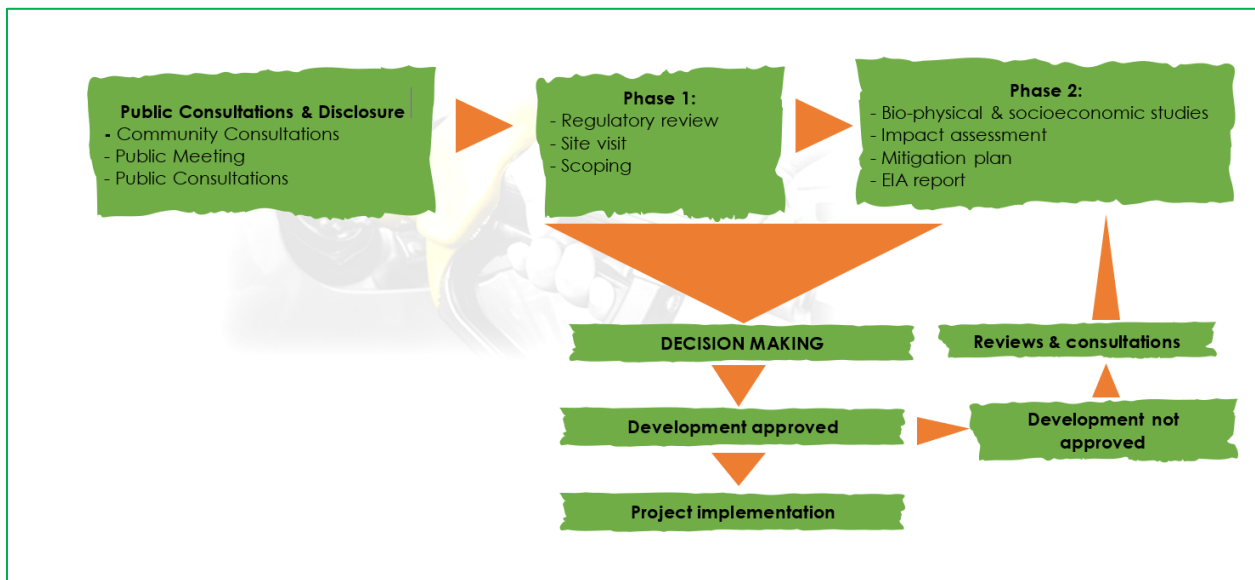 Public Consultations & Disclosure
- Community Consultations
- Public Meeting
- Public Consultations
Phase 1:
- Regulatory review
- Site visit
- Scoping
Phase 2:
- Bio-physical & socioeconomic studies
- Impact assessment
- Mitigation plan
- EIA report
DECISION MAKING
Reviews & consultations
Development approved
Development not
approved
Project implementation